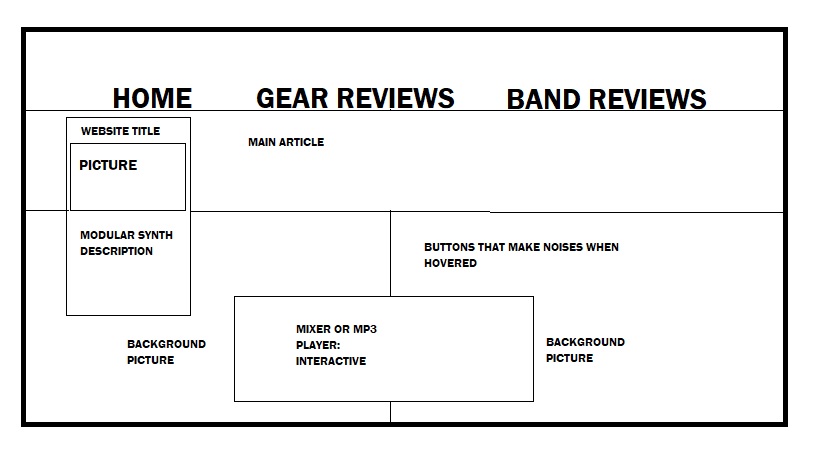 HOME GEAR REVIEWS BAND REVIEWS
WEBSITE TITLE
MAIN ARTICLE
PICTURE
MODULAR SYNTH
DESCRIPTION
BUTTONS THAT MAKE NOISES WHEN
HOVERED
MIXER OR MP3
PLAYER:
INTERACTIVE
BACKGROUND
PICTURE
BACKGROUND
PICTURE